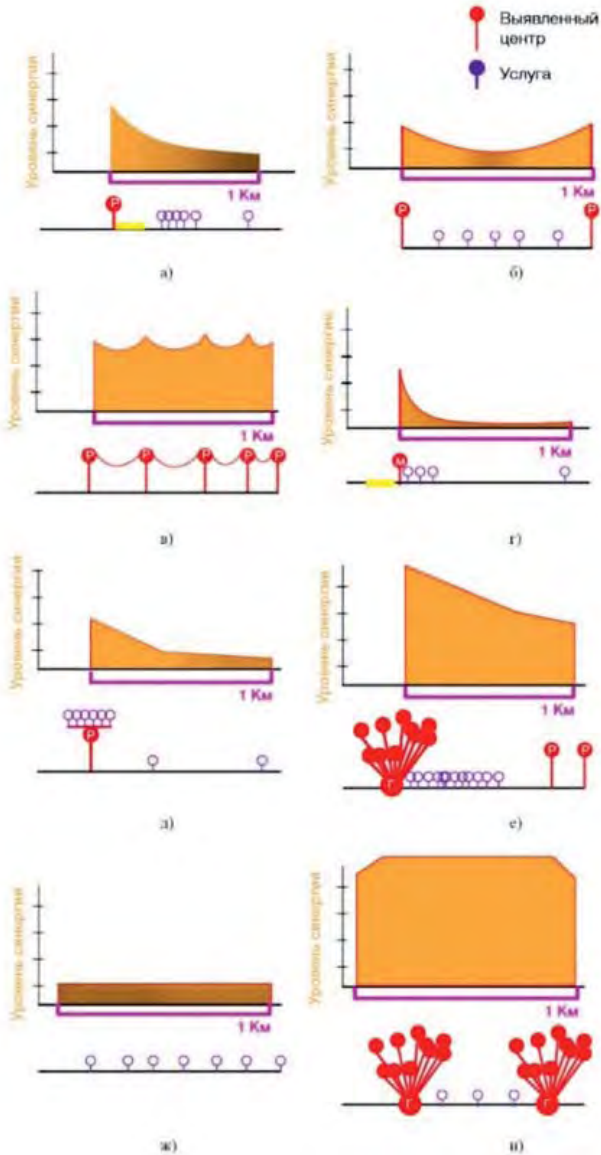 Выявленный
центр
Услуга
Уровень синергии
1 Км
P
а)
Уровень синергии
1 Км
P
P
б)
Уровень синергии
1 Км
P
P
P
P
P
в)
Уровень синергии
1 Км
М
г)
Уровень синергии
1 Км
P
д)
Уровень синергии
1 Км
Г
P
P
е)
Уровень синергии
1 Км
ж)
Уровень синергии
1 Км
Г
Г
и)